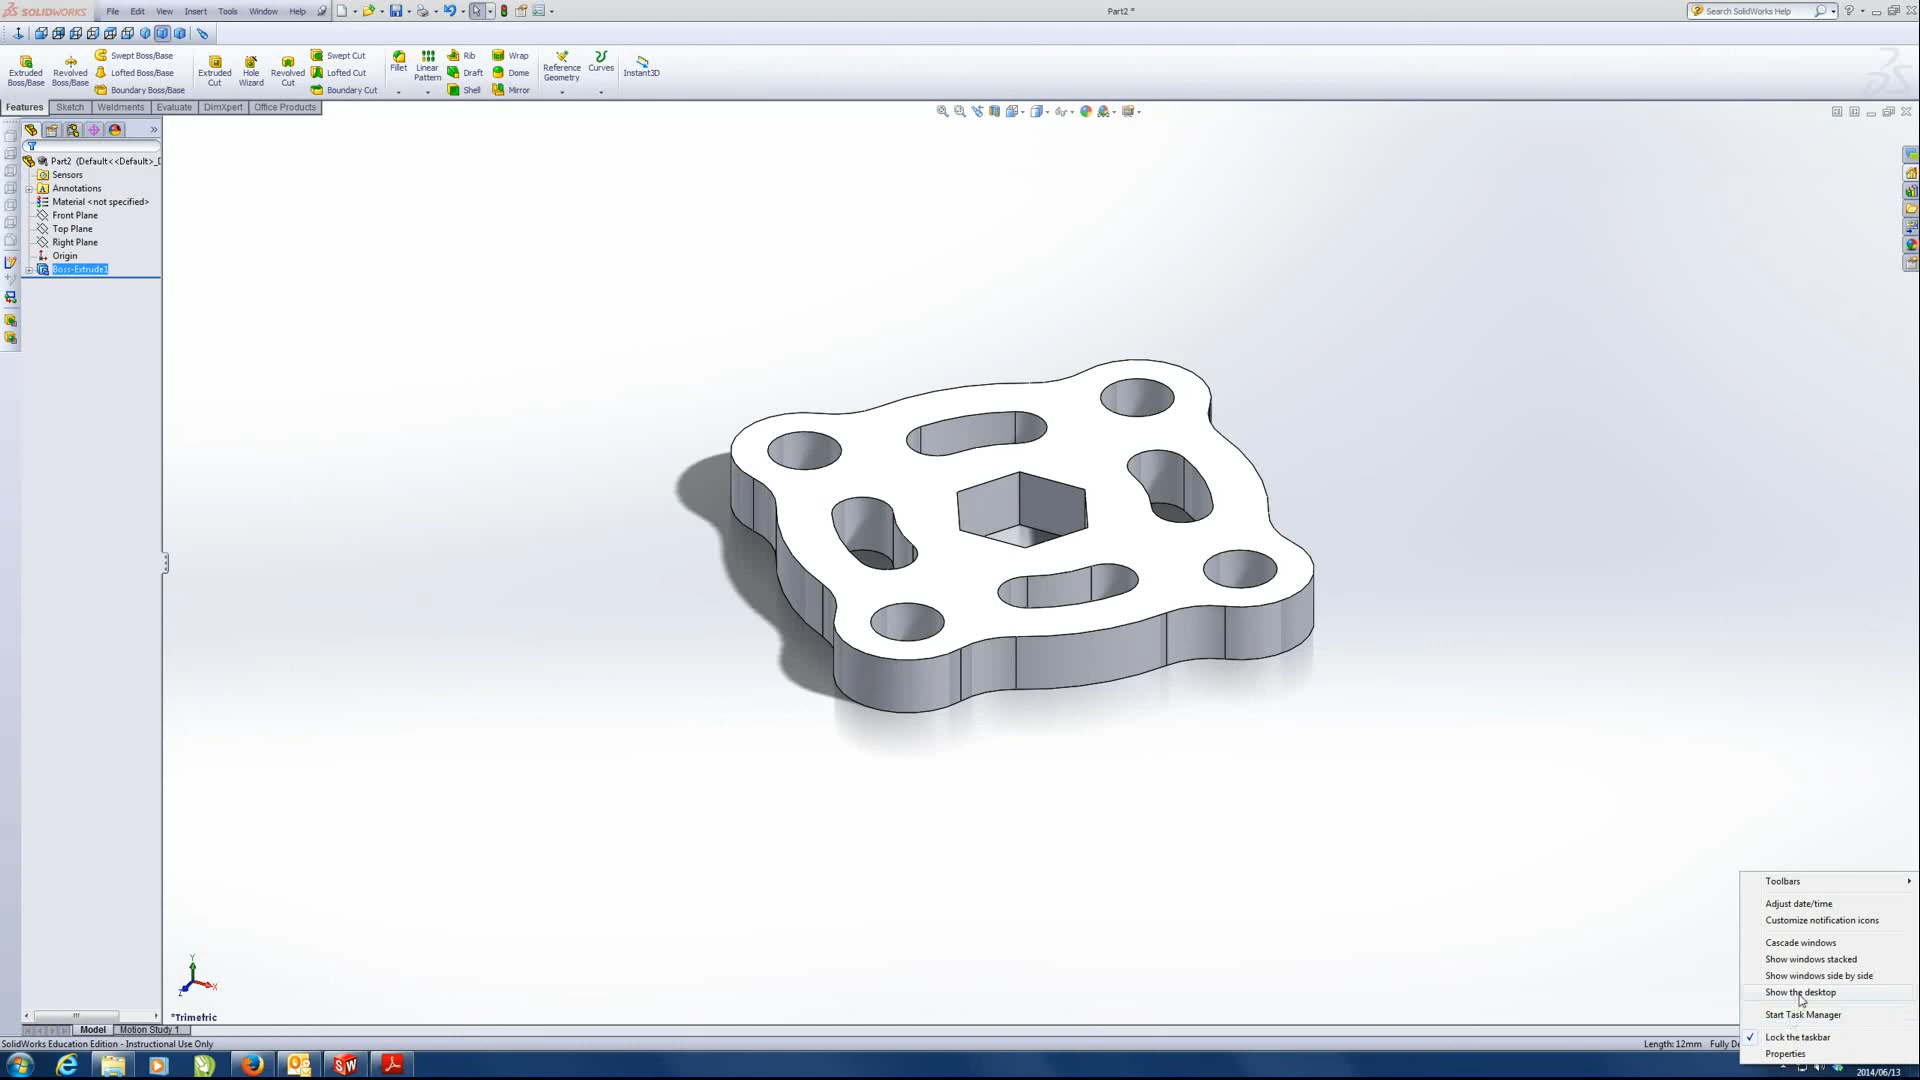 SOLIDWORKS File Edit View Insert Tools Window Help Part2 * Search SolidWorks Help
Extruded Boss/Base
Revolved Boss/Base
Swept Boss/Base
Lofted Boss/Base
Boundary Boss/Base
Extruded Cut
Hole Wizard
Revolved Cut
Swept Cut
Lofted Cut
Boundary Cut
Fillet
Linear Pattern
Rib
Draft
Shell
Wrap
Dome
Mirror
Reference Geometry
Curves
Instant3D
Features Sketch Weldments Evaluate DimXpert Office Products
Part2 (Default<<Default>_D
Sensors
Annotations
Material <not specified>
Front Plane
Top Plane
Right Plane
Origin
Boss-Extrude1
Toolbars
Adjust date/time
Customize notification icons
Cascade windows
Show windows stacked
Show windows side by side
Show the desktop
Start Task Manager
Lock the taskbar
Properties
Y
X
Z
*Trimetric
Model Motion Study 1
SolidWorks Education Edition - Instructional Use Only Length: 12mm Fully De
2014/06/13